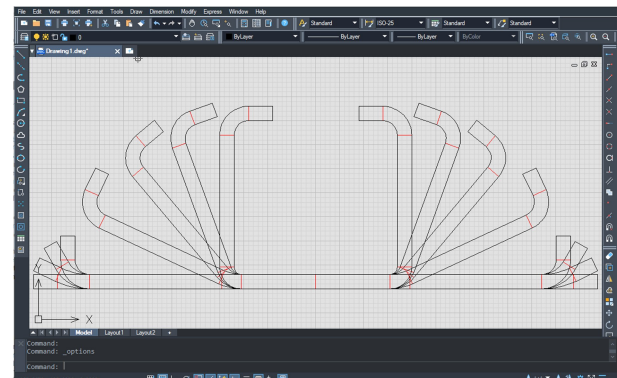 File Edit View Insert Format Tools Draw Dimension Modify Express Window Help
Standard ISO-25 Standard Standard
0 ByLayer ByLayer ByLayer ByColor
Drawing1.dwg*
Y
X
Model Layout1 Layout2 +
Command:
Command: _options
Command: